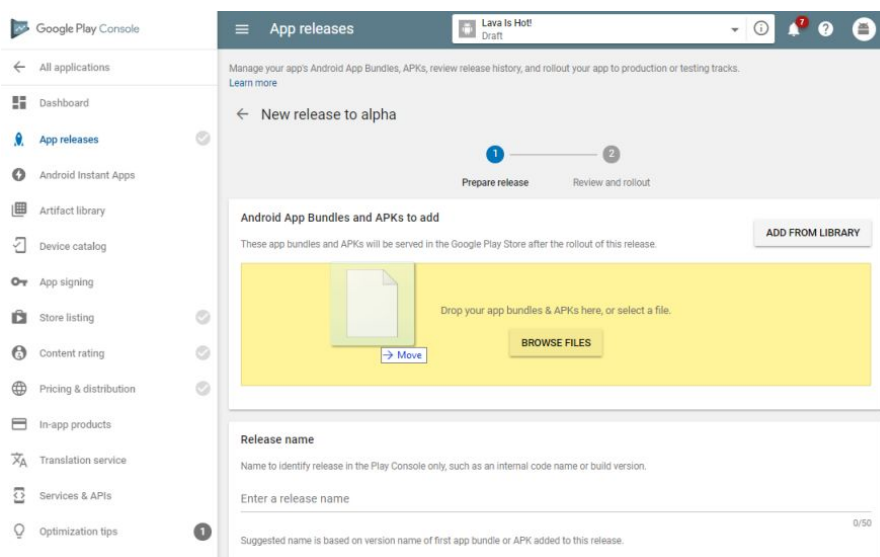 Google Play Console
All applications
Dashboard
App releases
Android Instant Apps
Artifact library
Device catalog
App signing
Store listing
Content rating
Pricing & distribution
In-app products
Translation service
Services & APIs
Optimization tips
1
App releases
Lava Is Hot!
Draft
7
Manage your app's Android App Bundles, APKs, review release history, and rollout your app to production or testing tracks.
Learn more
New release to alpha
1
2
Prepare release
Review and rollout
Android App Bundles and APKs to add
These app bundles and APKs will be served in the Google Play Store after the rollout of this release.
ADD FROM LIBRARY
Drop your app bundles & APKs here, or select a file.
BROWSE FILES
Move
Release name
Name to identify release in the Play Console only, such as an internal code name or build version.
Enter a release name
0/50
Suggested name is based on version name of first app bundle or APK added to this release.